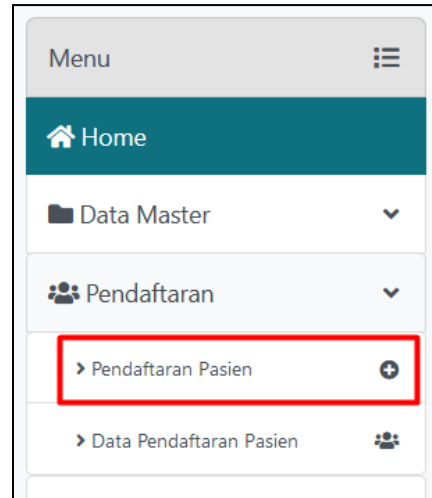 Menu
Home
Data Master
Pendaftaran
Pendaftaran Pasien
Data Pendaftaran Pasien